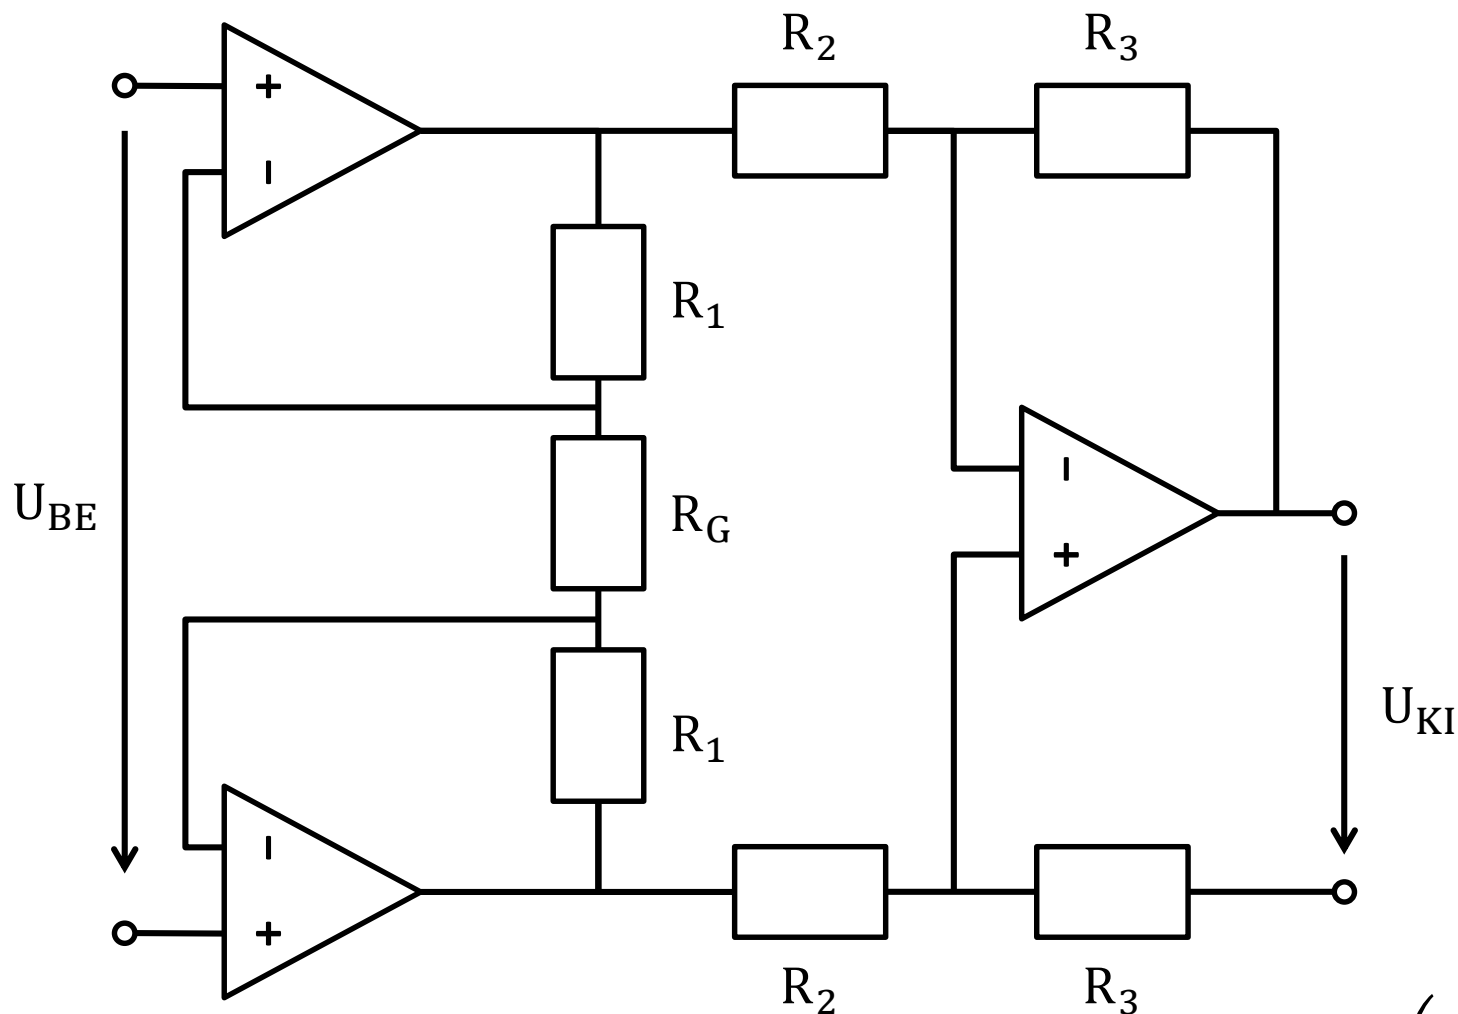 R₂
R₃
+
−
R₁
U_BE
R_G
−
+
R₁
U_KI
−
+
R₂
R₃